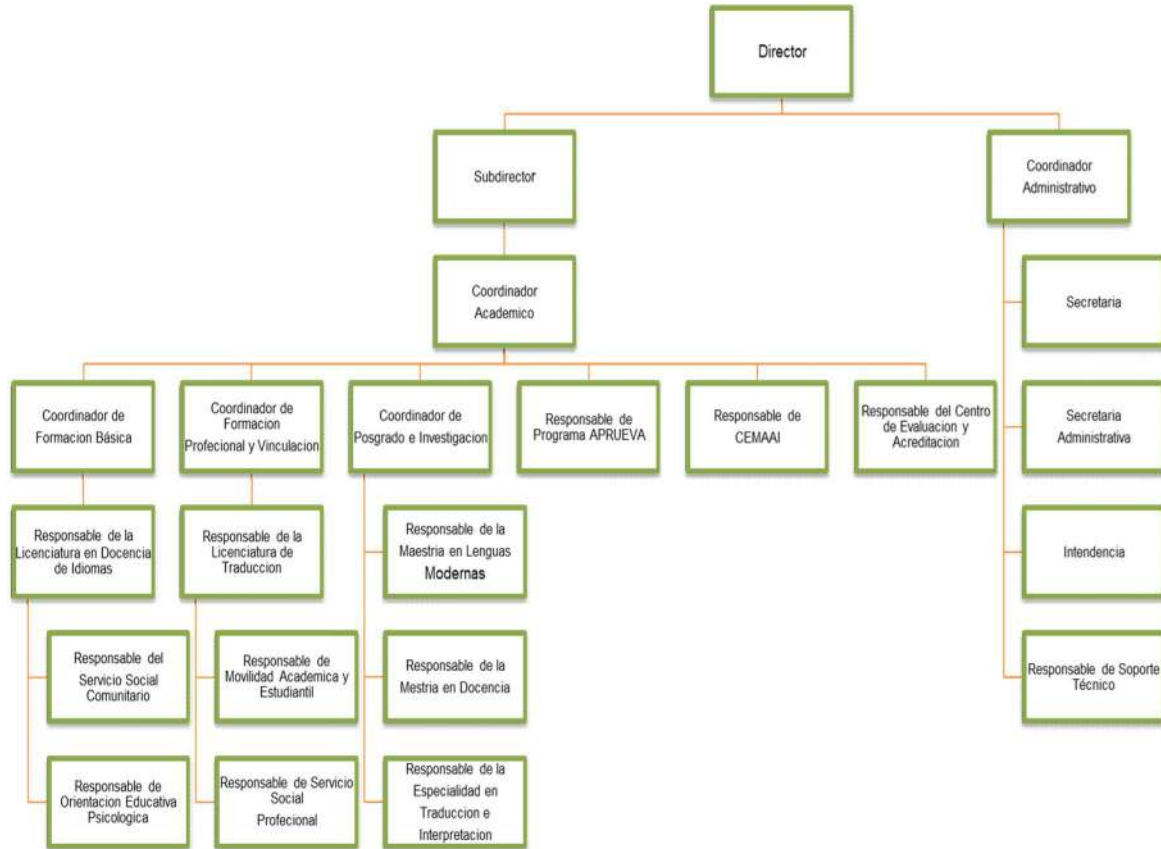 Director
Subdirector
Coordinador
Administrativo
Coordinador
Academico
Secretaria
Coordinador de
Formacion Básica
Coordinador de
Formacion
Profecional y Vinculacion
Coordinador de
Posgrado e Investigacion
Responsable de
Programa APRUEVA
Responsable de
CEMAAI
Responsable del Centro
de Evaluacion y
Acreditacion
Secretaria
Administrativa
Responsable de la
Licenciatura en Docencia
de Idiomas
Responsable de la
Licenciatura de
Traduccion
Responsable de la
Maestria en Lenguas
Modernas
Intendencia
Responsable del
Servicio Social
Comunitario
Responsable de
Movilidad Academica y
Estudiantil
Responsable de la
Mestria en Docencia
Responsable de Soporte
Técnico
Responsable de
Orientacion Educativa
Psicologica
Responsable de Servicio
Social
Profecional
Responsable de la
Especialidad en
Traduccion e
Interpretacion